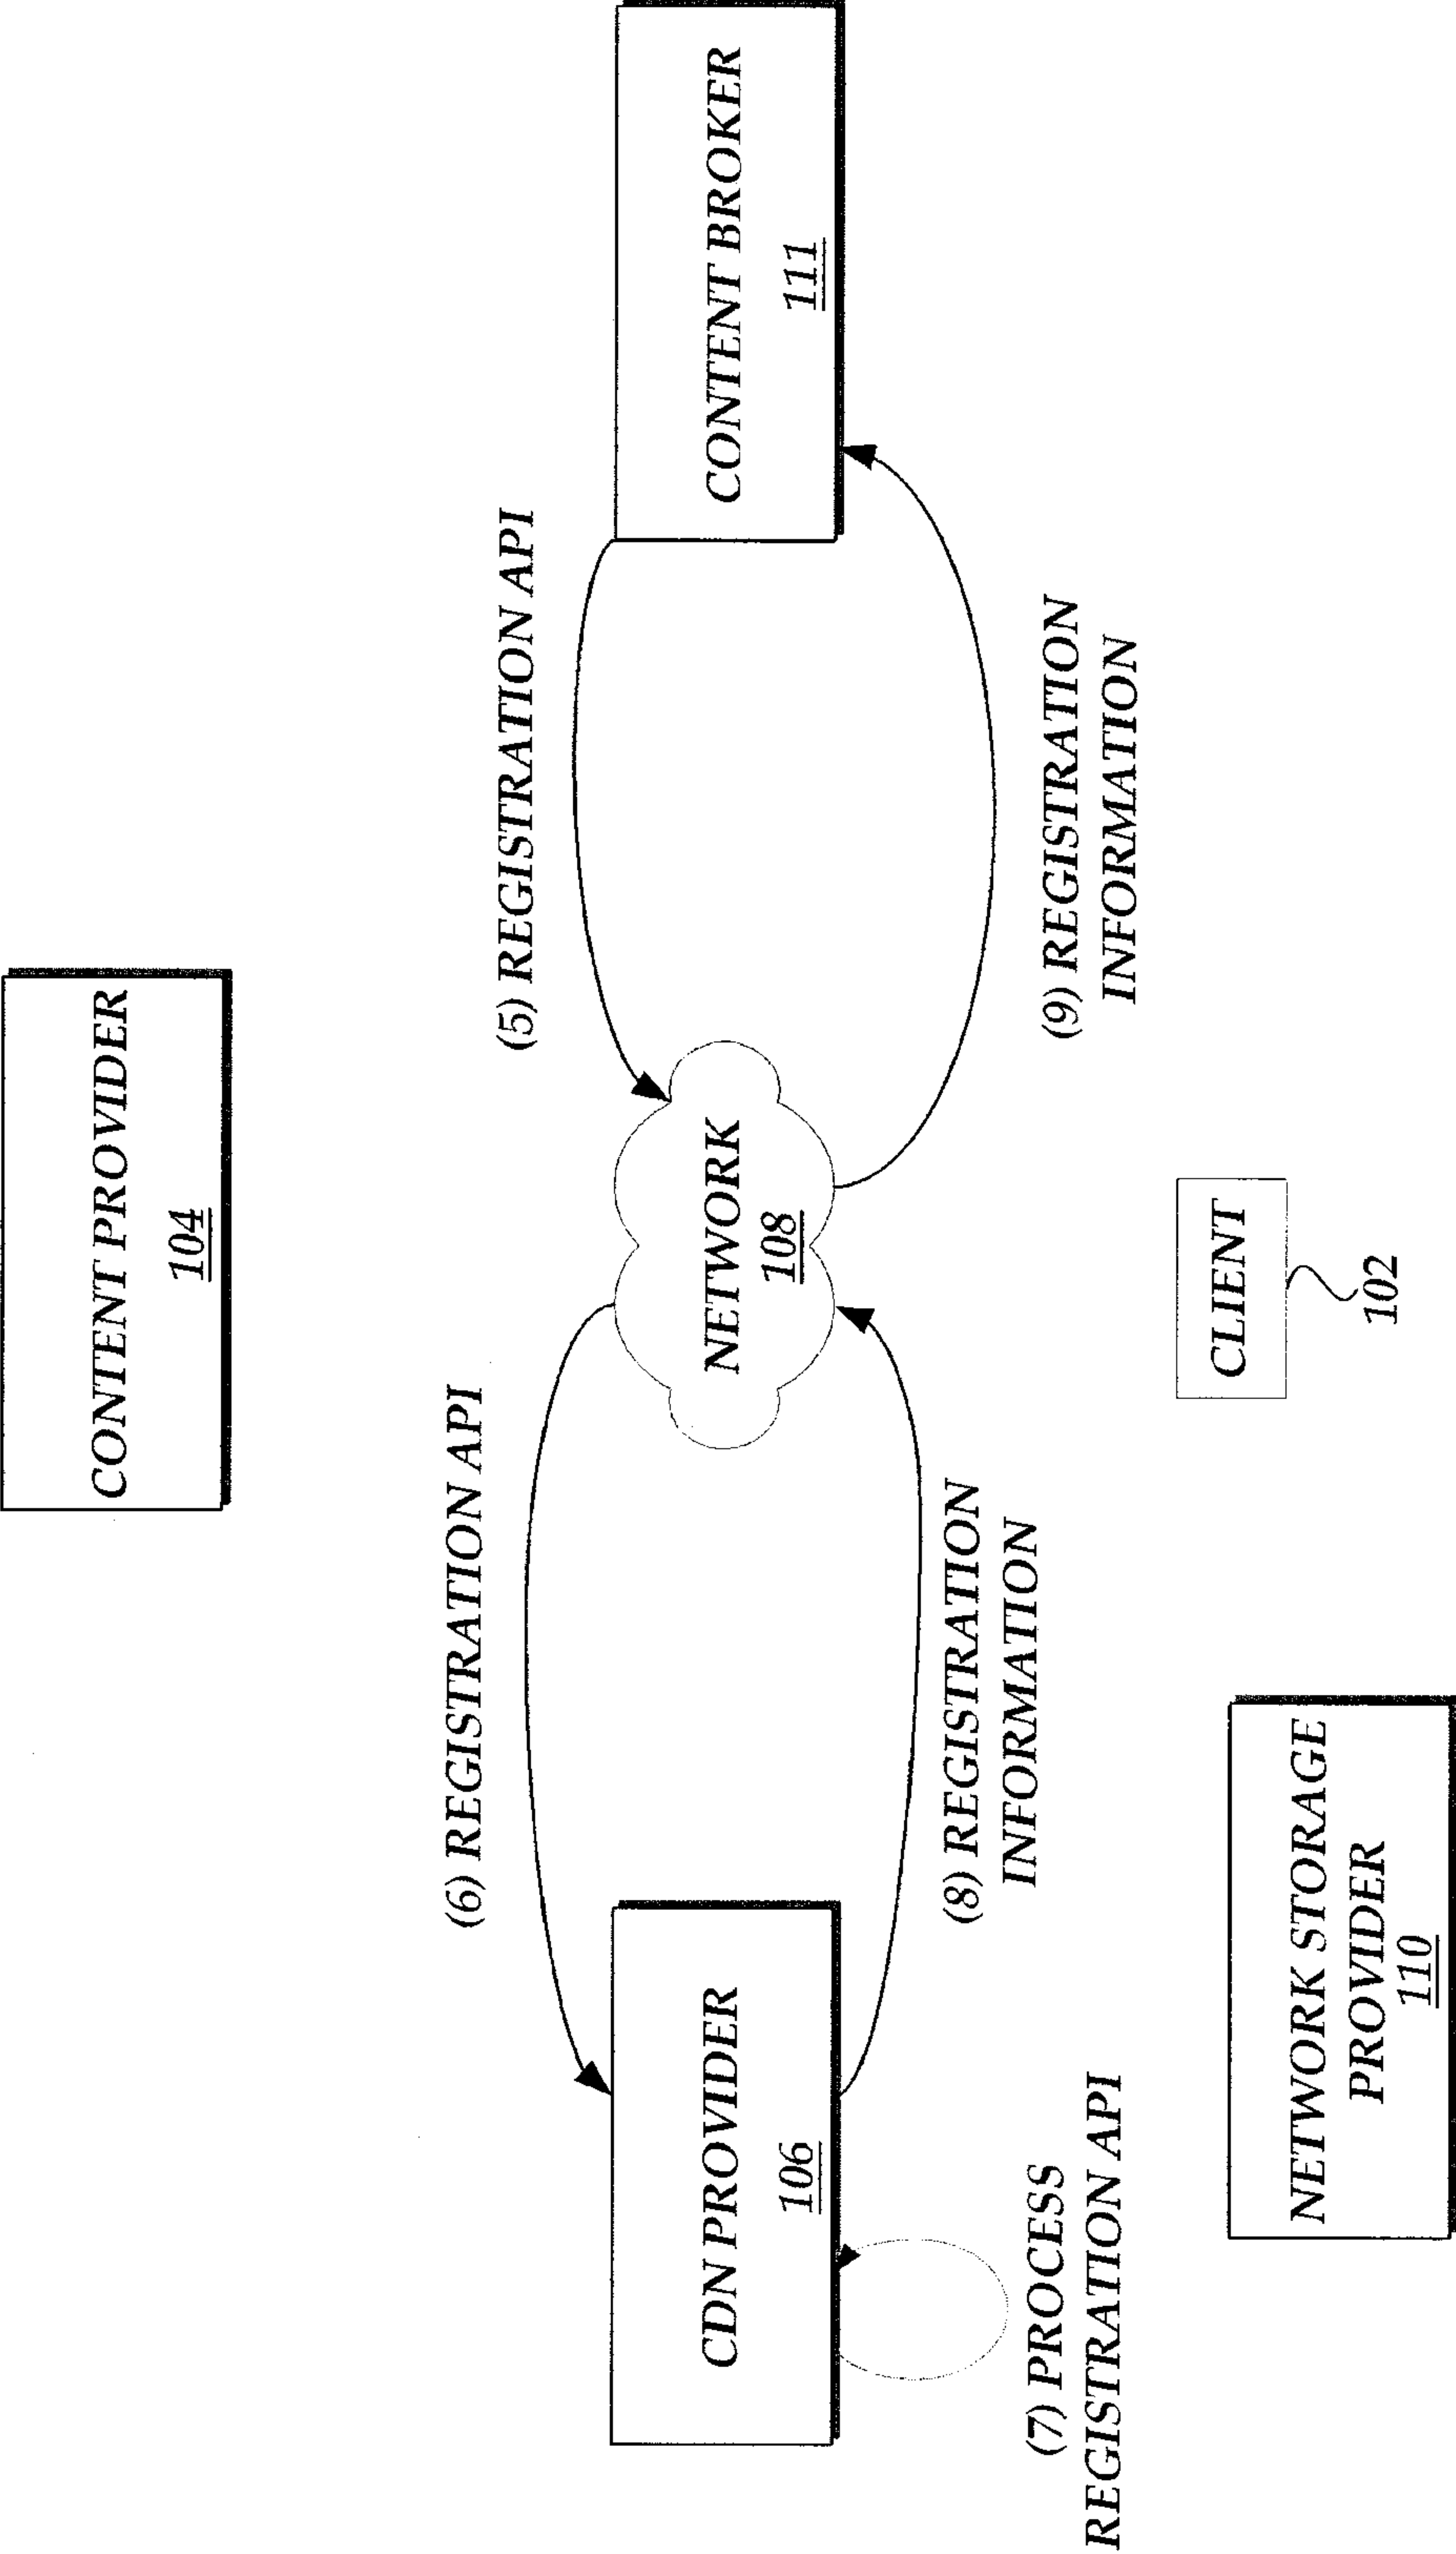 CONTENT PROVIDER
104
(6) REGISTRATION API
(5) REGISTRATION API
CDN PROVIDER
106
NETWORK
108
CONTENT BROKER
111
(8) REGISTRATION
INFORMATION
(9) REGISTRATION
INFORMATION
(7) PROCESS
REGISTRATION API
CLIENT
102
NETWORK STORAGE
PROVIDER
110